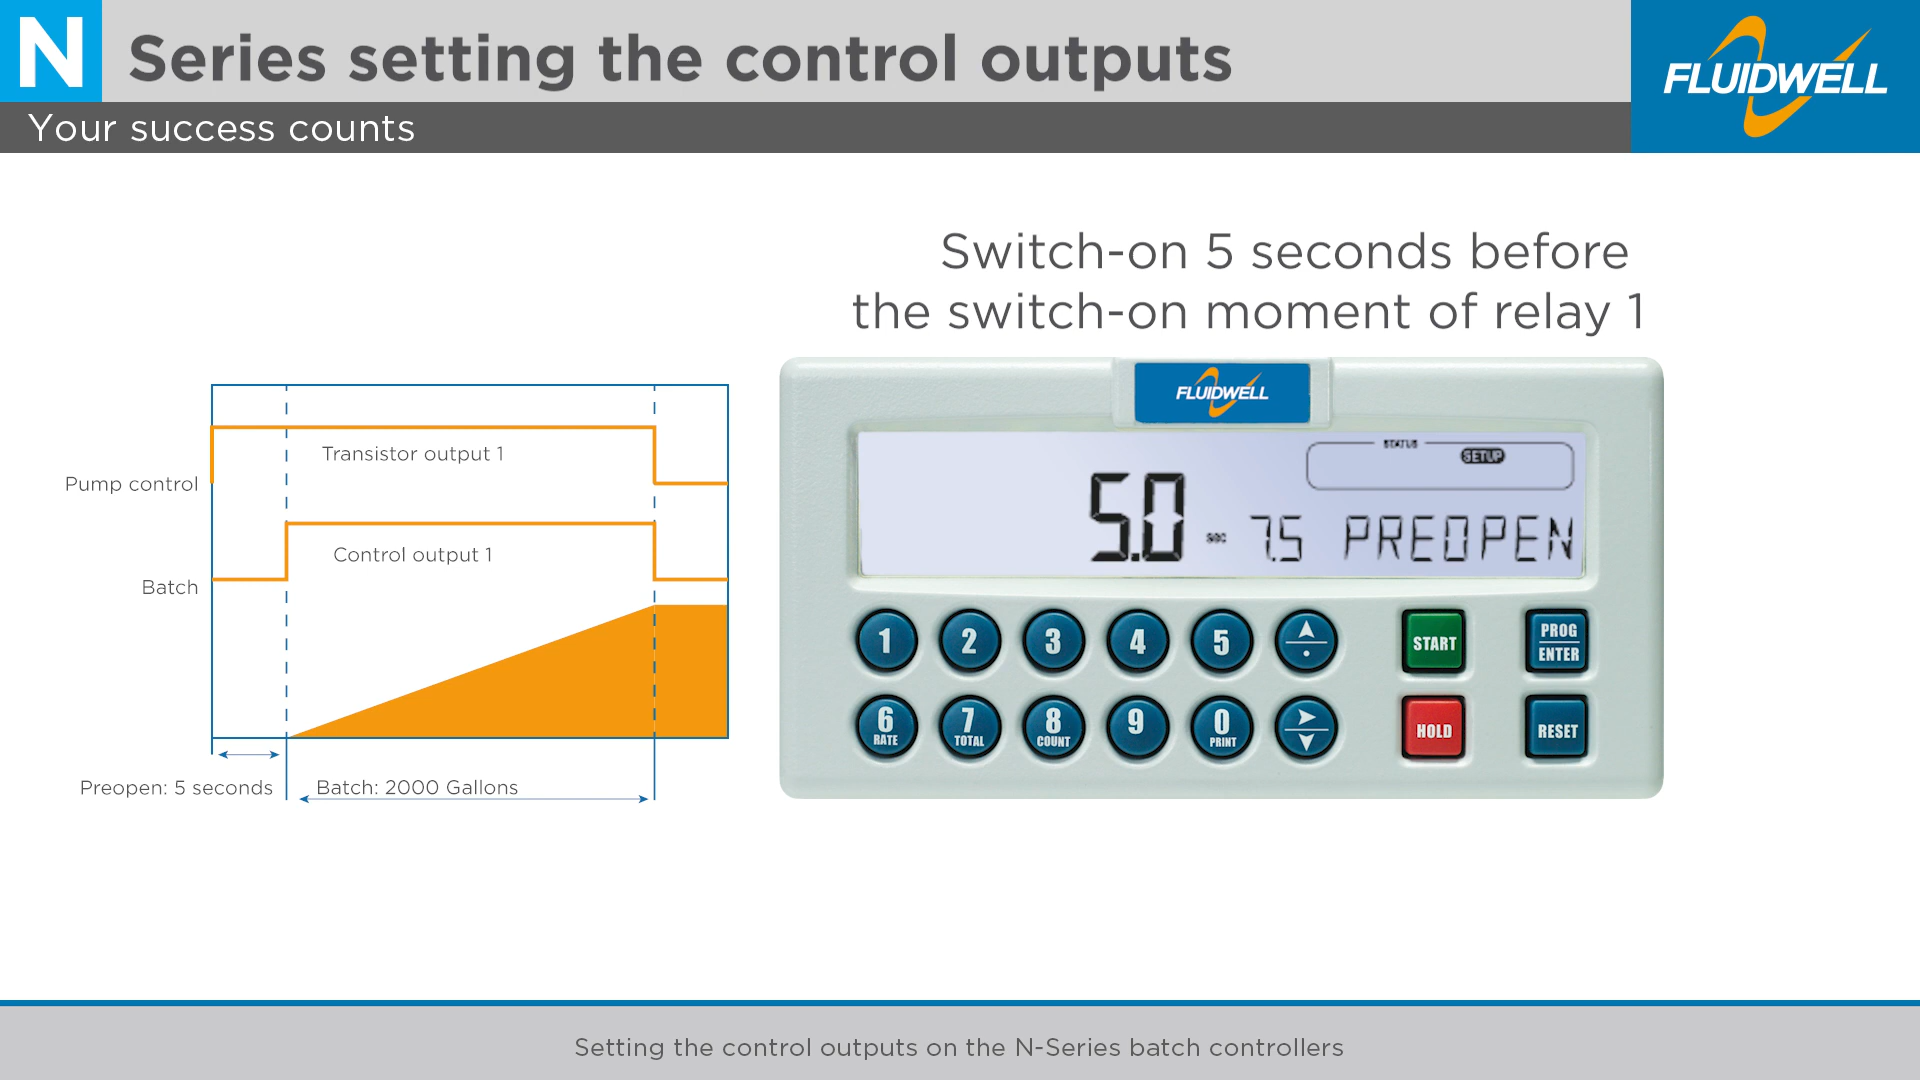 N Series setting the control outputs
FLUIDWELL
Your success counts
Switch-on 5 seconds before
the switch-on moment of relay 1
Transistor output 1
Pump control
Control output 1
Batch
Preopen: 5 seconds
Batch: 2000 Gallons
FLUIDWELL
STATUS
SETUP
5.0 sec 7.5 PREOPEN
1 2 3 4 5 START PROG
ENTER
6 7 8 9 0 HOLD RESET
RATE TOTAL COUNT PRINT
Setting the control outputs on the N-Series batch controllers